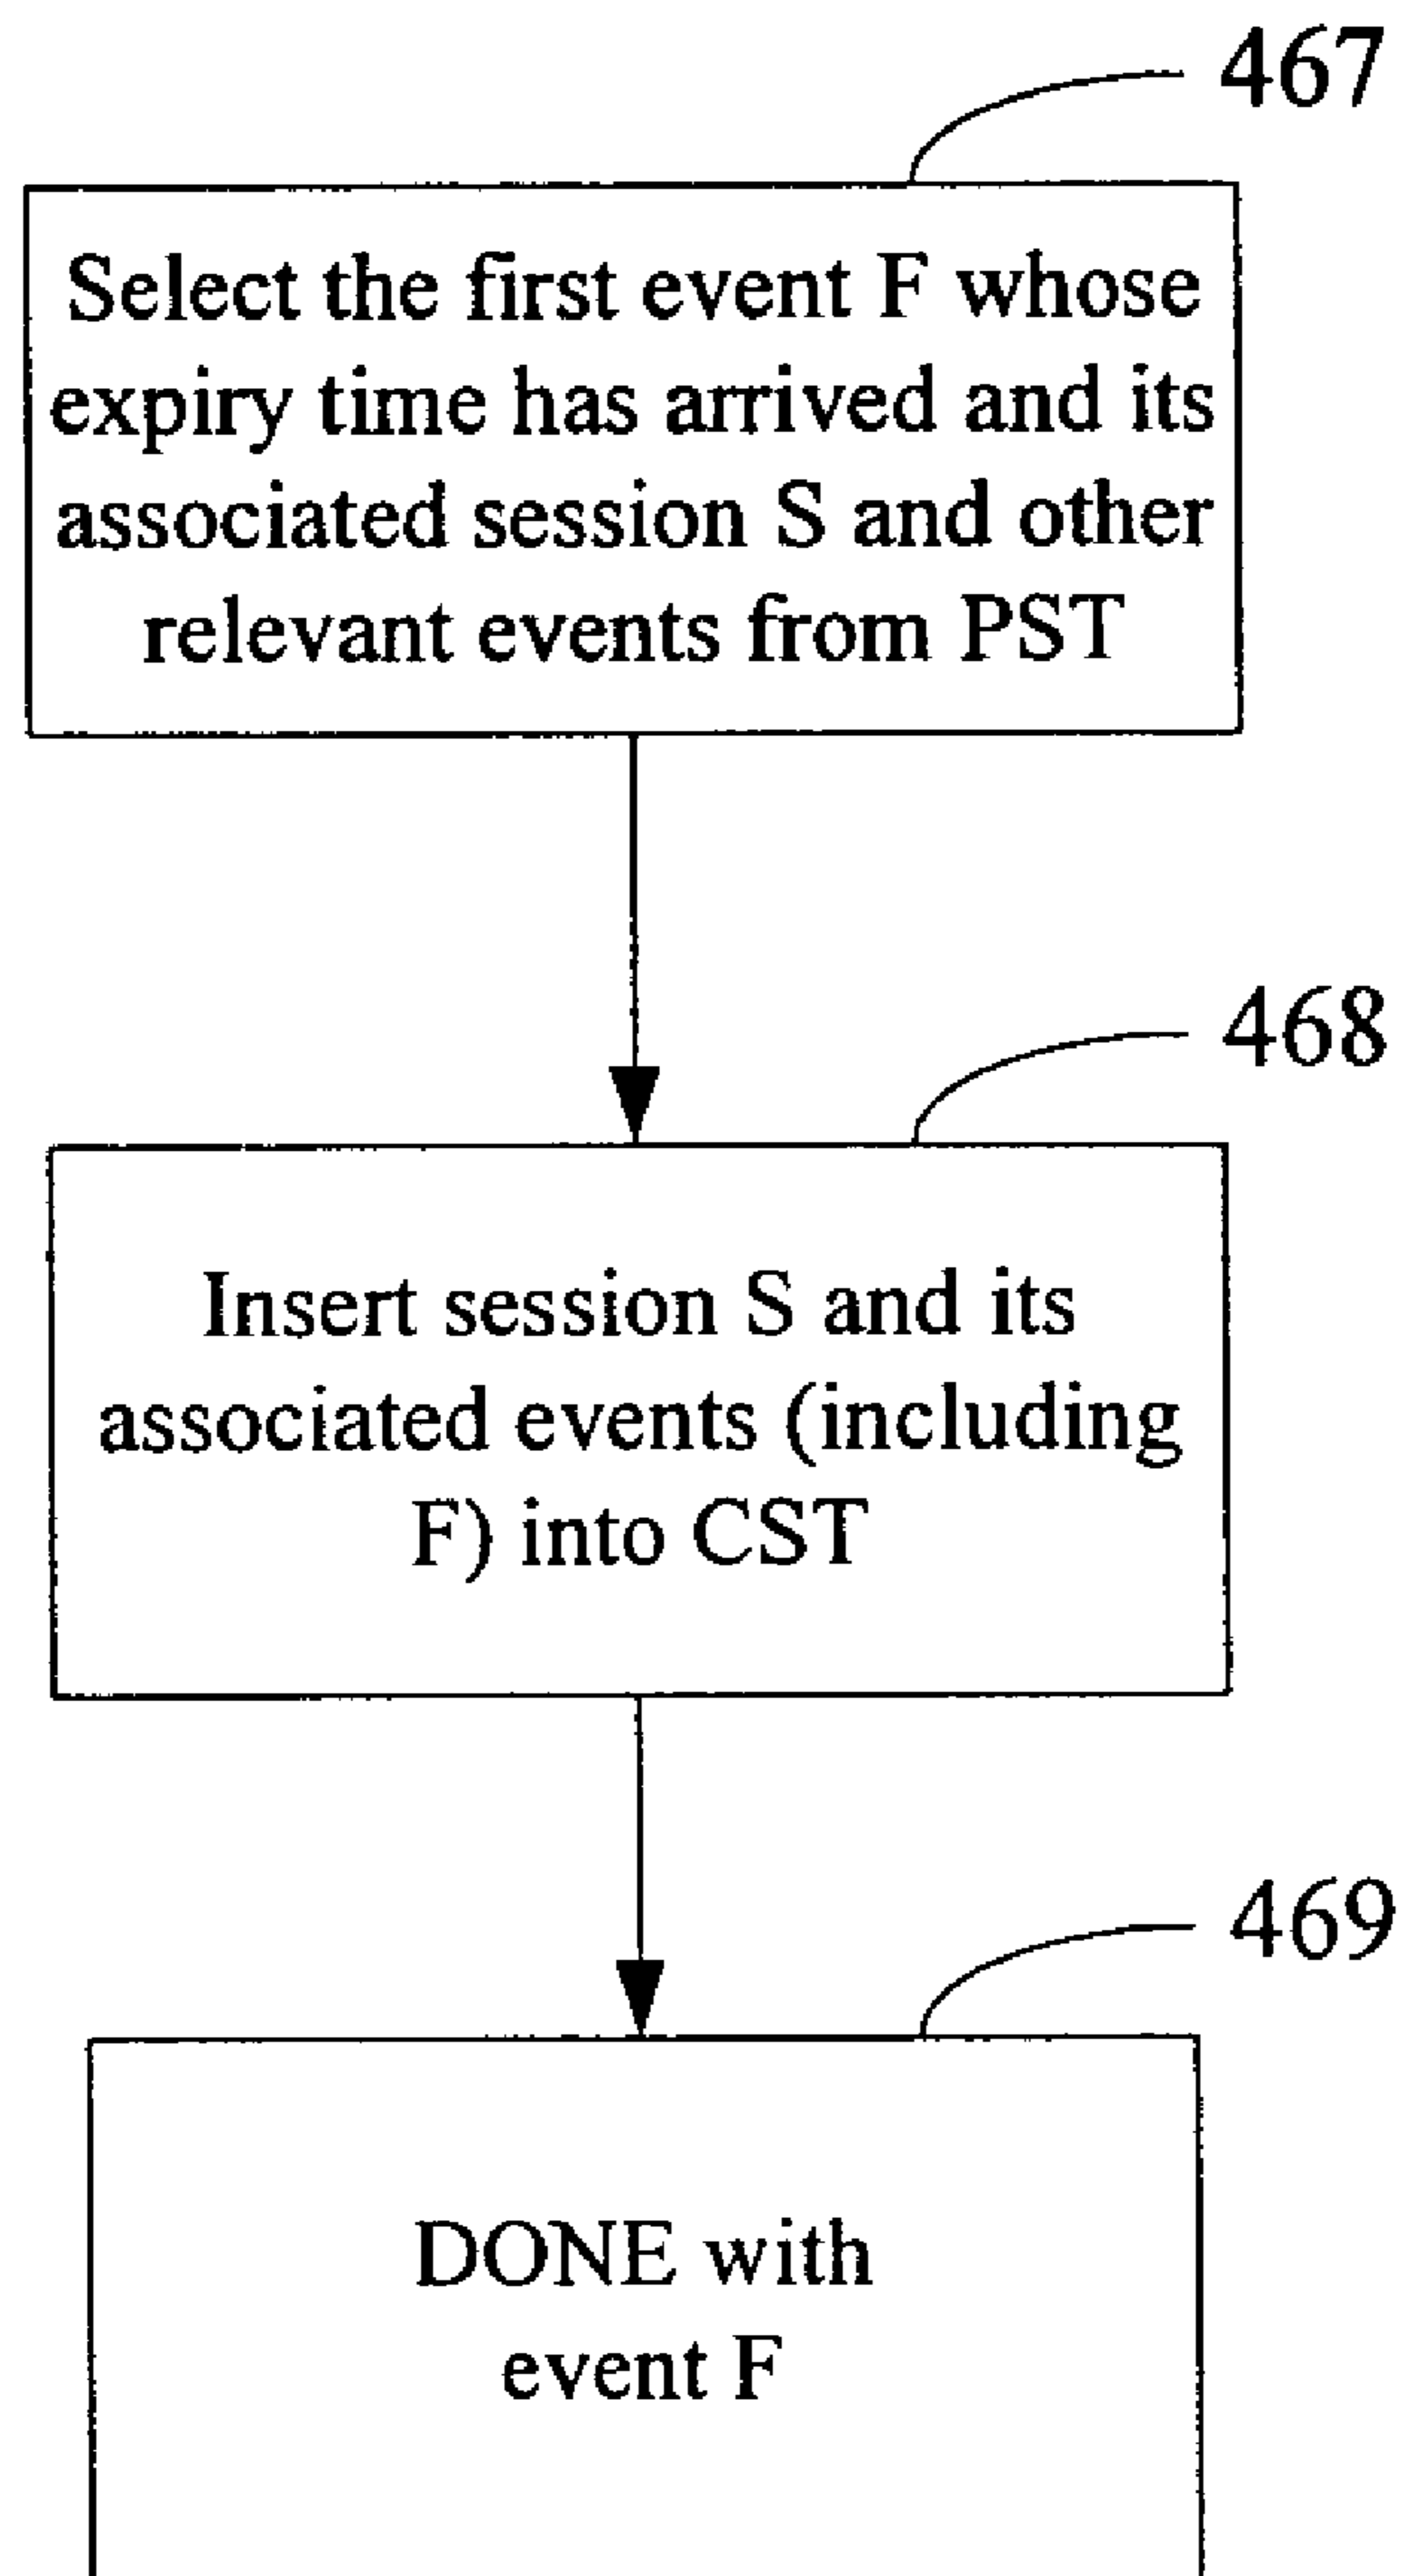 467
Select the first event F whose
expiry time has arrived and its
associated session S and other
relevant events from PST
468
Insert session S and its
associated events (including
F) into CST
469
DONE with
event F